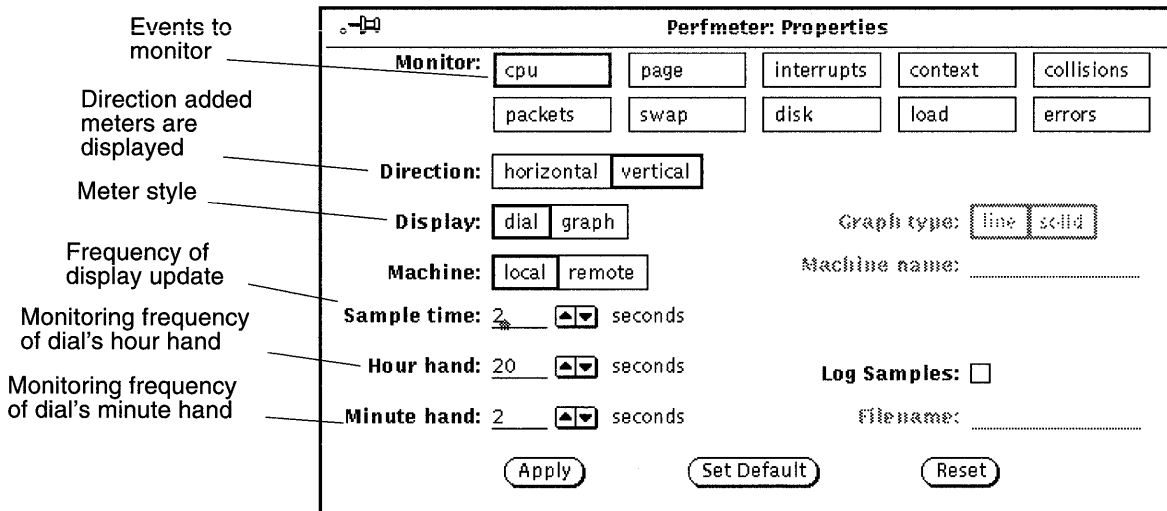 Events to
monitor
Direction added
meters are
displayed
Meter style
Frequency of
display update
Monitoring frequency
of dial's hour hand
Monitoring frequency
of dial's minute hand
Perfmeter: Properties
Monitor: cpu page interrupts context collisions
packets swap disk load errors
Direction: horizontal vertical
Display: dial graph Graph type: line solid
Machine: local remote Machine name:
Sample time: 2 seconds
Hour hand: 20 seconds Log Samples:
Minute hand: 2 seconds Filename:
Apply Set Default Reset